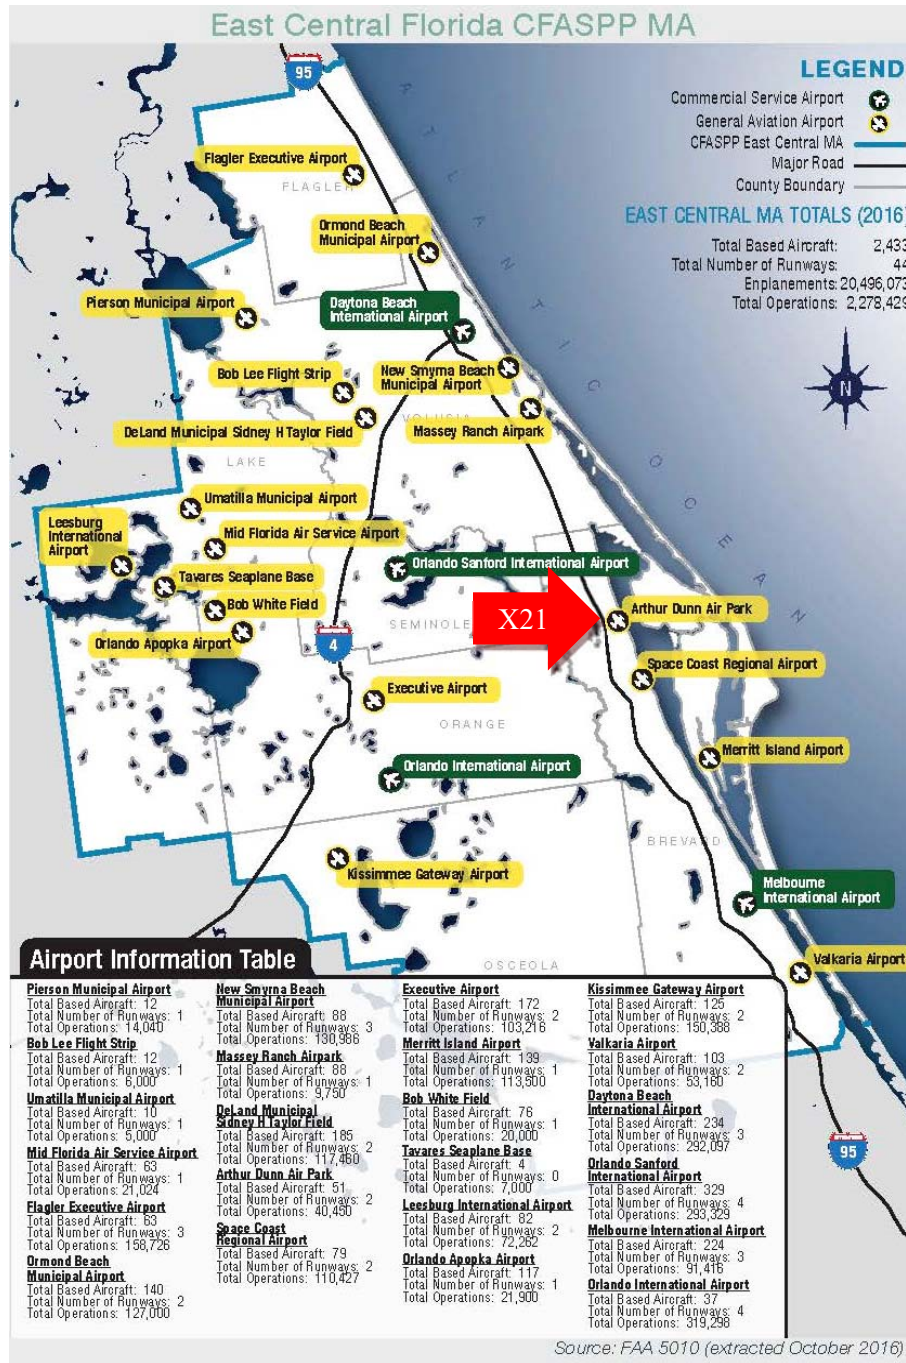 East Central Florida CFASPP MA
95
LEGEND
Commercial Service Airport
General Aviation Airport
CFASPP East Central MA
Major Road
County Boundary
EAST CENTRAL MA TOTALS (2016)
Total Based Aircraft: 2,433
Total Number of Runways: 44
Enplanements: 20,496,073
Total Operations: 2,278,429
N
ATLANTIC OCEAN
Flagler Executive Airport
FLAGLER
Ormond Beach
Municipal Airport
Pierson Municipal Airport
Daytona Beach
International Airport
Bob Lee Flight Strip
New Smyrna Beach
Municipal Airport
VOLUSIA
DeLand Municipal Sidney H Taylor Field
Massey Ranch Airpark
LAKE
Umatilla Municipal Airport
Leesburg
International
Airport
Mid Florida Air Service Airport
Orlando Sanford International Airport
Tavares Seaplane Base
Bob White Field
X21
Arthur Dunn Air Park
SEMINOLE
Orlando Apopka Airport
4
Space Coast Regional Airport
Executive Airport
ORANGE
Merritt Island Airport
Orlando International Airport
BREVARD
Kissimmee Gateway Airport
Melbourne
International Airport
OSCEOLA
Valkaria Airport
95
Airport Information Table
Pierson Municipal Airport
Total Based Aircraft: 12
Total Number of Runways: 1
Total Operations: 14,040
Bob Lee Flight Strip
Total Based Aircraft: 12
Total Number of Runways: 1
Total Operations: 6,000
Umatilla Municipal Airport
Total Based Aircraft: 10
Total Number of Runways: 1
Total Operations: 5,000
Mid Florida Air Service Airport
Total Based Aircraft: 63
Total Number of Runways: 1
Total Operations: 21,024
Flagler Executive Airport
Total Based Aircraft: 63
Total Number of Runways: 3
Total Operations: 158,726
Ormond Beach
Municipal Airport
Total Based Aircraft: 140
Total Number of Runways: 2
Total Operations: 127,000
New Smyrna Beach
Municipal Airport
Total Based Aircraft: 88
Total Number of Runways: 3
Total Operations: 130,986
Massey Ranch Airpark
Total Based Aircraft: 88
Total Number of Runways: 1
Total Operations: 9,750
DeLand Municipal
Sidney H Taylor Field
Total Based Aircraft: 185
Total Number of Runways: 2
Total Operations: 117,460
Arthur Dunn Air Park
Total Based Aircraft: 51
Total Number of Runways: 2
Total Operations: 40,450
Space Coast
Regional Airport
Total Based Aircraft: 79
Total Number of Runways: 2
Total Operations: 110,427
Executive Airport
Total Based Aircraft: 172
Total Number of Runways: 2
Total Operations: 103,216
Merritt Island Airport
Total Based Aircraft: 139
Total Number of Runways: 1
Total Operations: 113,500
Bob White Field
Total Based Aircraft: 76
Total Number of Runways: 1
Total Operations: 20,000
Tavares Seaplane Base
Total Based Aircraft: 4
Total Number of Runways: 0
Total Operations: 7,000
Leesburg International Airport
Total Based Aircraft: 82
Total Number of Runways: 2
Total Operations: 72,262
Orlando Apopka Airport
Total Based Aircraft: 117
Total Number of Runways: 1
Total Operations: 21,900
Kissimmee Gateway Airport
Total Based Aircraft: 125
Total Number of Runways: 2
Total Operations: 150,388
Valkaria Airport
Total Based Aircraft: 103
Total Number of Runways: 2
Total Operations: 53,160
Daytona Beach
International Airport
Total Based Aircraft: 234
Total Number of Runways: 3
Total Operations: 292,097
Orlando Sanford
International Airport
Total Based Aircraft: 329
Total Number of Runways: 4
Total Operations: 293,329
Melbourne International Airport
Total Based Aircraft: 224
Total Number of Runways: 3
Total Operations: 91,416
Orlando International Airport
Total Based Aircraft: 37
Total Number of Runways: 4
Total Operations: 319,298
Source: FAA 5010 (extracted October 2016)